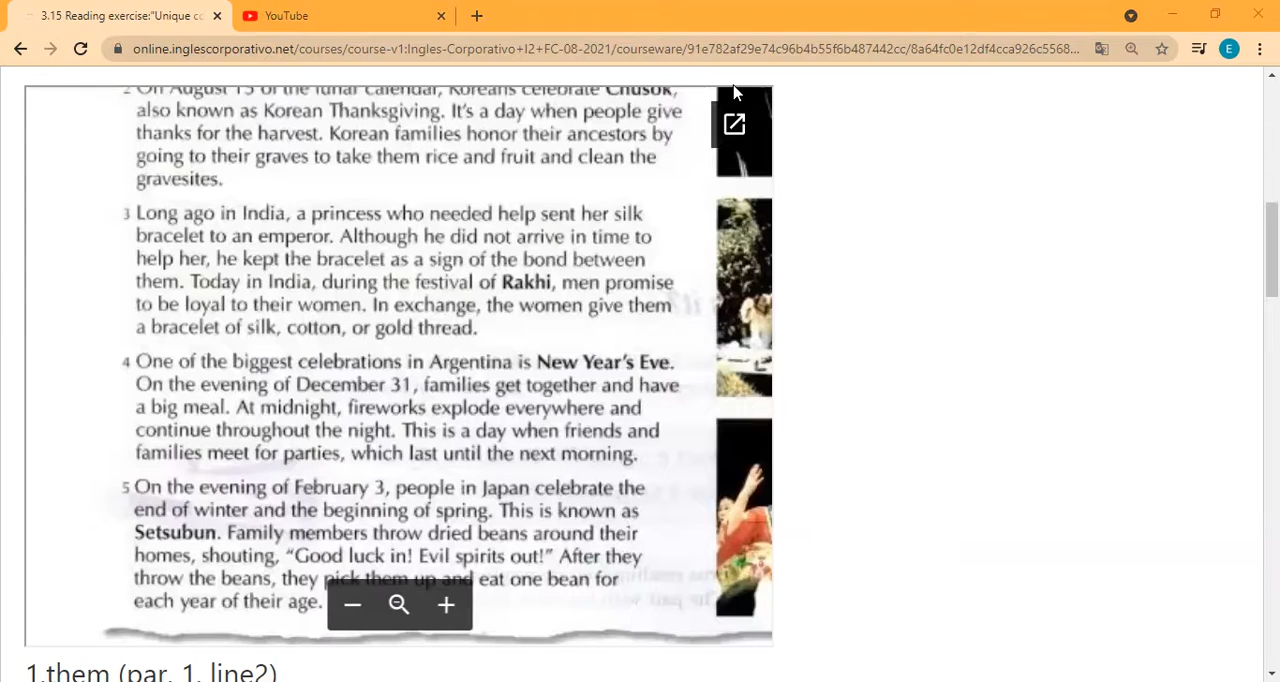 3.15 Reading exercise:"Unique co
YouTube
online.inglescorporativo.net/courses/course-v1:Ingles-Corporativo+I2+FC-08-2021/courseware/91e782af29e74c96b4b55f6b487442cc/8a64fc0e12df4cca926c5568...
E
2 On August 15 of the lunar calendar, Koreans celebrate Chusok,
also known as Korean Thanksgiving. It's a day when people give
thanks for the harvest. Korean families honor their ancestors by
going to their graves to take them rice and fruit and clean the
gravesites.
3 Long ago in India, a princess who needed help sent her silk
bracelet to an emperor. Although he did not arrive in time to
help her, he kept the bracelet as a sign of the bond between
them. Today in India, during the festival of Rakhi, men promise
to be loyal to their women. In exchange, the women give them
a bracelet of silk, cotton, or gold thread.
4 One of the biggest celebrations in Argentina is New Year's Eve.
On the evening of December 31, families get together and have
a big meal. At midnight, fireworks explode everywhere and
continue throughout the night. This is a day when friends and
families meet for parties, which last until the next morning.
5 On the evening of February 3, people in Japan celebrate the
end of winter and the beginning of spring. This is known as
Setsubun. Family members throw dried beans around their
homes, shouting, "Good luck in! Evil spirits out!" After they
throw the beans, they pick them up and eat one bean for
each year of their age.
1.them (par. 1, line2)